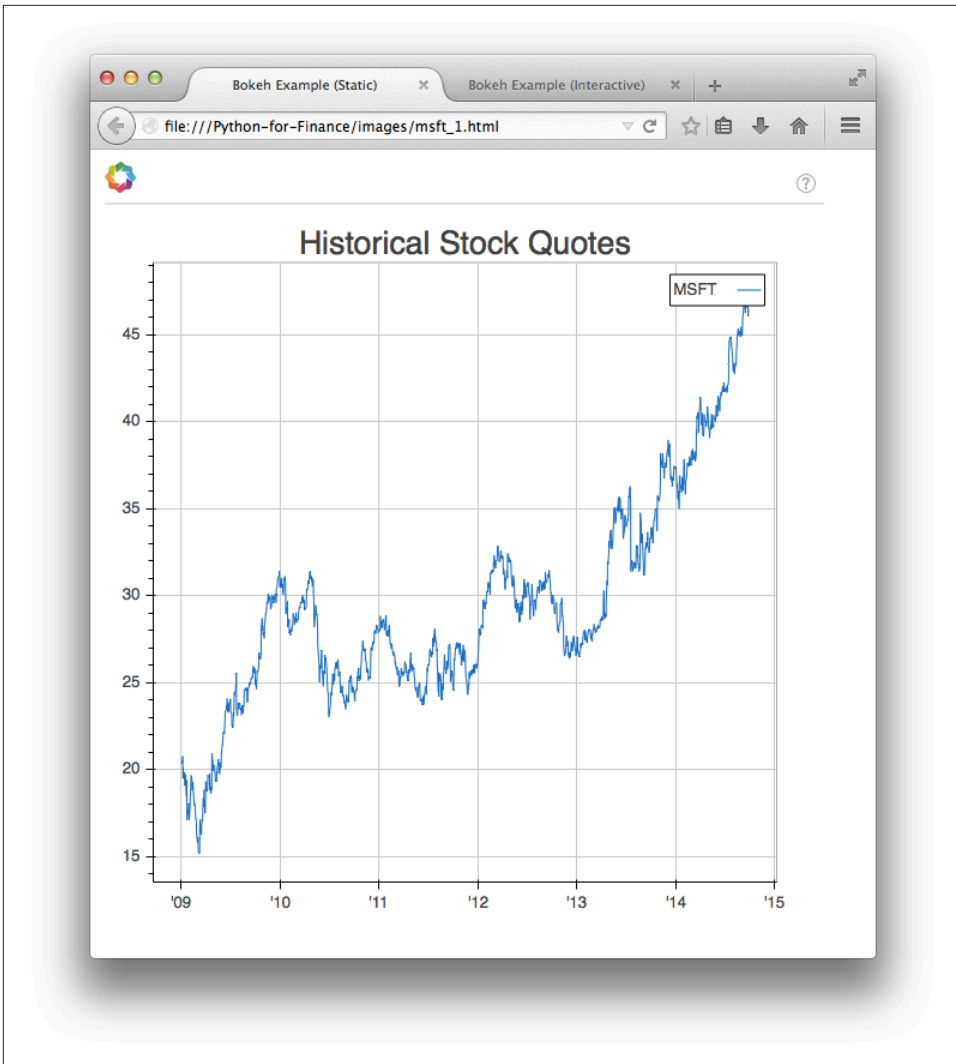 Bokeh Example (Static)
Bokeh Example (Interactive)
file:///Python-for-Finance/images/msft_1.html
?
Historical Stock Quotes
MSFT
45
40
35
30
25
20
15
'09 '10 '11 '12 '13 '14 '15